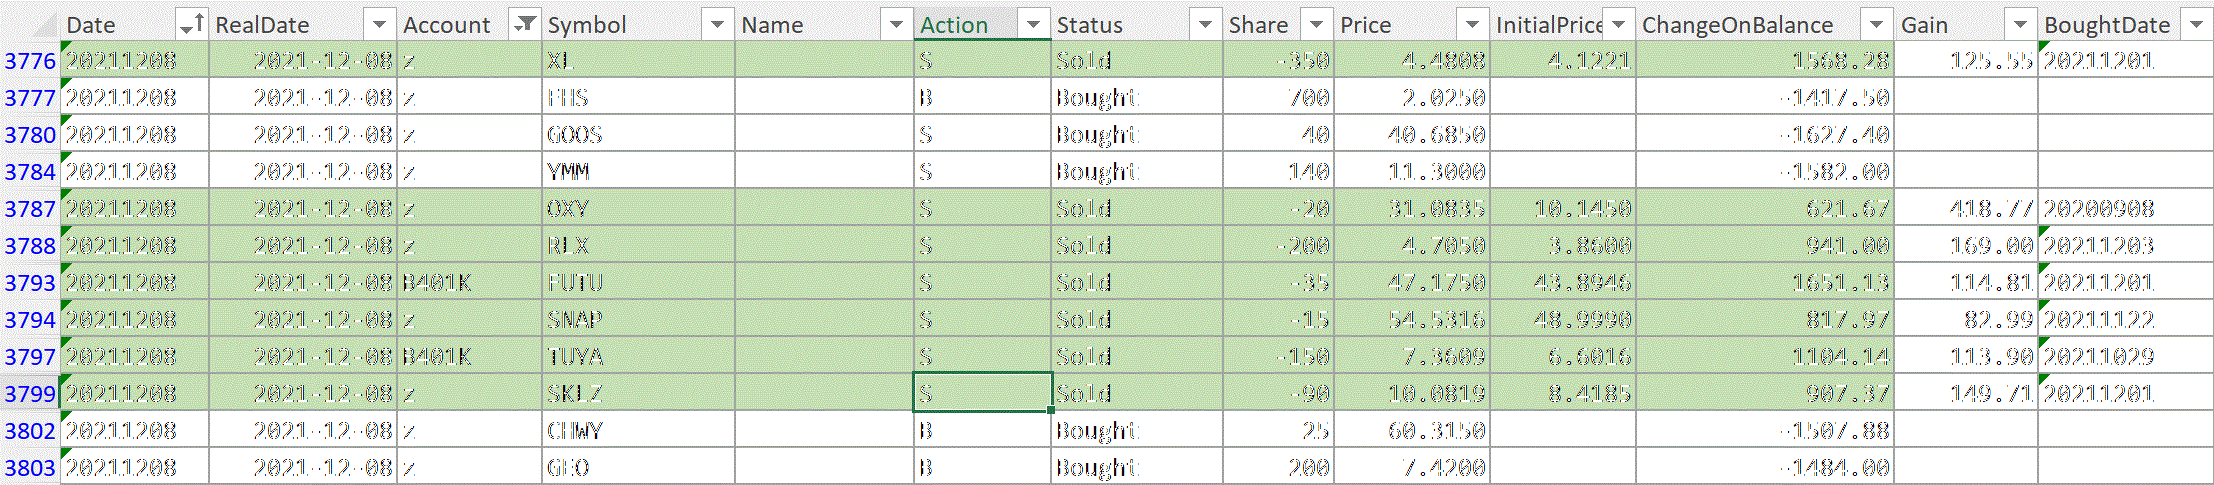 Date RealDate Account Symbol Name Action Status Share Price InitialPrice ChangeOnBalance Gain BoughtDate
3776 20211208 2021-12-08 z XL S Sold -350 4.4808 4.1221 1568.28 125.55 20211201
3777 20211208 2021-12-08 z FHS B Bought 700 2.0250 -1417.50
3780 20211208 2021-12-08 z GOOS S Bought 40 40.6850 -1627.40
3784 20211208 2021-12-08 z YMM S Bought 140 11.3000 -1582.00
3787 20211208 2021-12-08 z OXY S Sold -20 31.0835 10.1450 621.67 418.77 20200908
3788 20211208 2021-12-08 z RLX S Sold -200 4.7050 3.8600 941.00 169.00 20211203
3793 20211208 2021-12-08 B401K FUTU S Sold -35 47.1750 43.8946 1651.13 114.81 20211201
3794 20211208 2021-12-08 z SNAP S Sold -15 54.5316 48.9990 817.97 82.99 20211122
3797 20211208 2021-12-08 B401K TUYA S Sold -150 7.3609 6.6016 1104.14 113.90 20211029
3799 20211208 2021-12-08 z SKLZ S Sold -90 10.0819 8.4185 907.37 149.71 20211201
3802 20211208 2021-12-08 z CHWY B Bought 25 60.3150 -1507.88
3803 20211208 2021-12-08 z GEO B Bought 200 7.4200 -1484.00